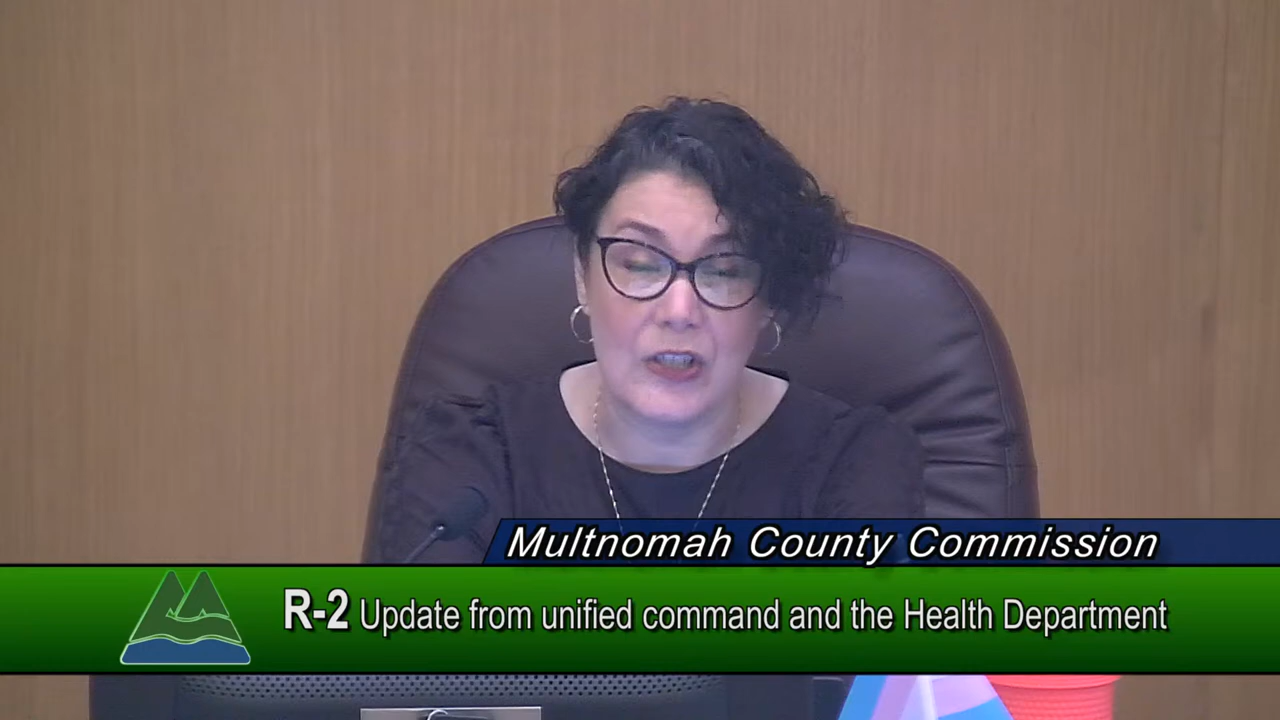 Multnomah County Commission
R-2 Update from unified command and the Health Department